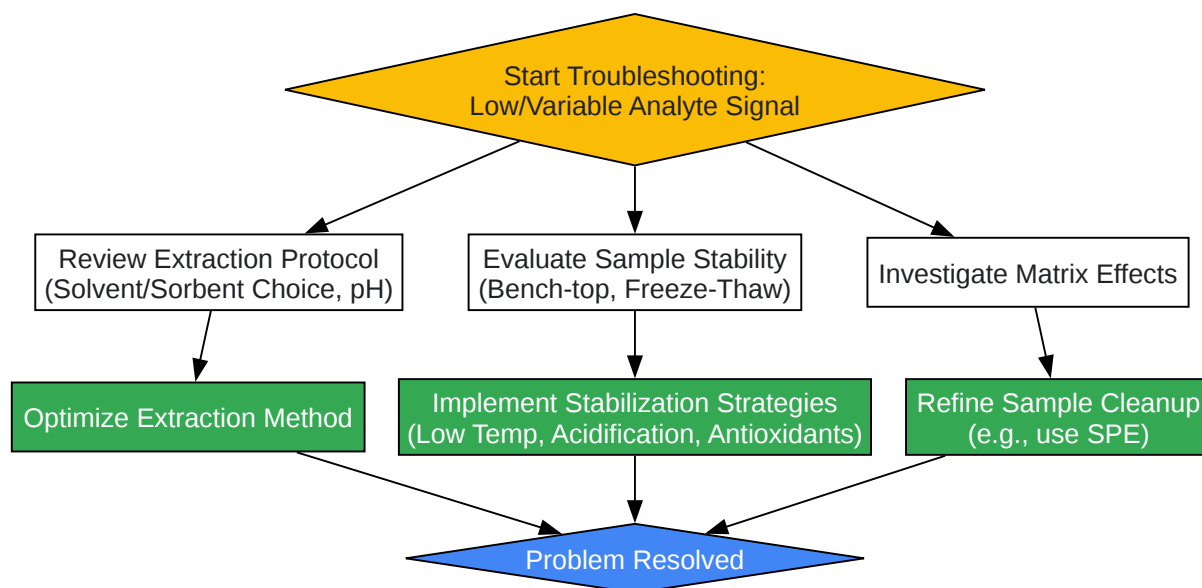 Start Troubleshooting:
Low/Variable Analyte Signal
Review Extraction Protocol
(Solvent/Sorbent Choice, pH)
Evaluate Sample Stability
(Bench-top, Freeze-Thaw)
Investigate Matrix Effects
Optimize Extraction Method
Implement Stabilization Strategies
(Low Temp, Acidification, Antioxidants)
Refine Sample Cleanup
(e.g., use SPE)
Problem Resolved